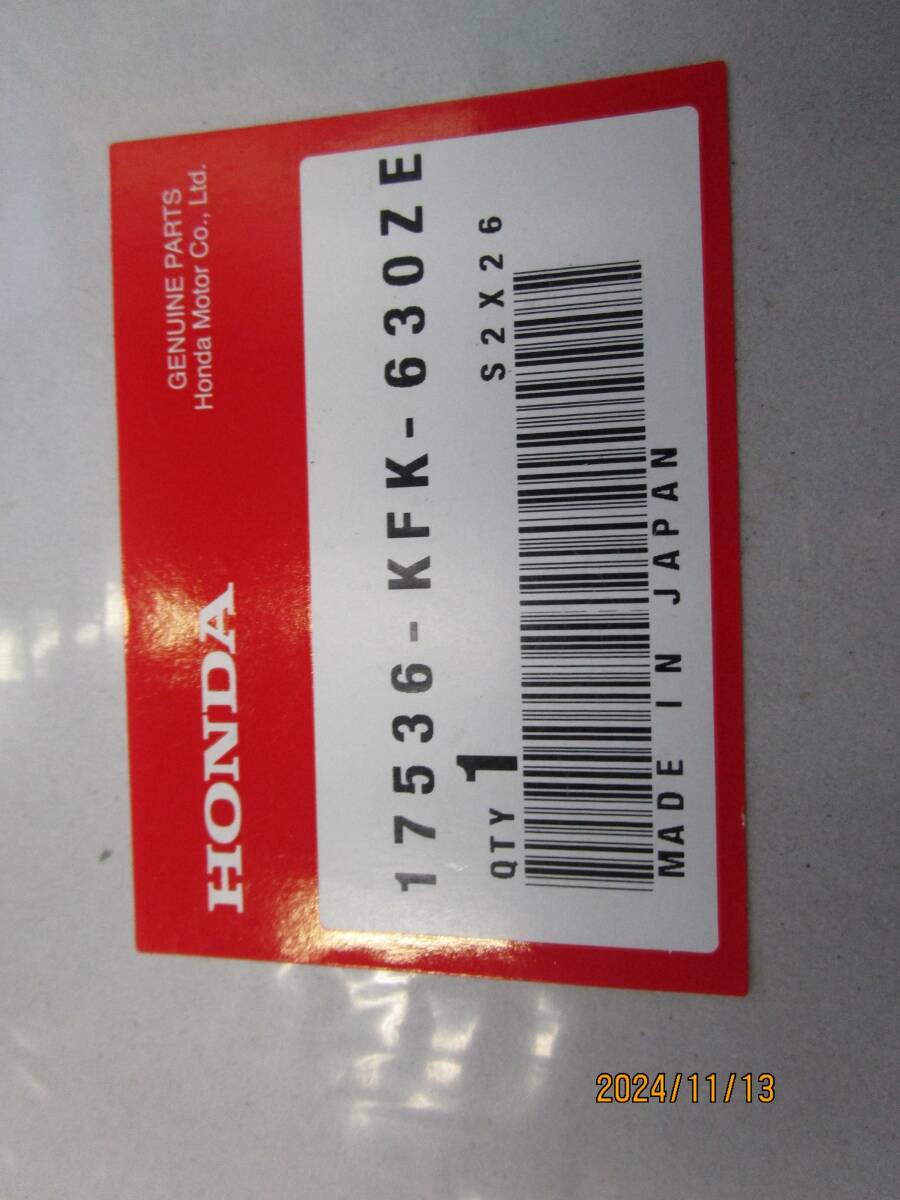 HONDA
GENUINE PARTS
Honda Motor Co., Ltd.
17536-KFK-630ZE
QTY 1
S2X26
MADE IN JAPAN
2024/11/13